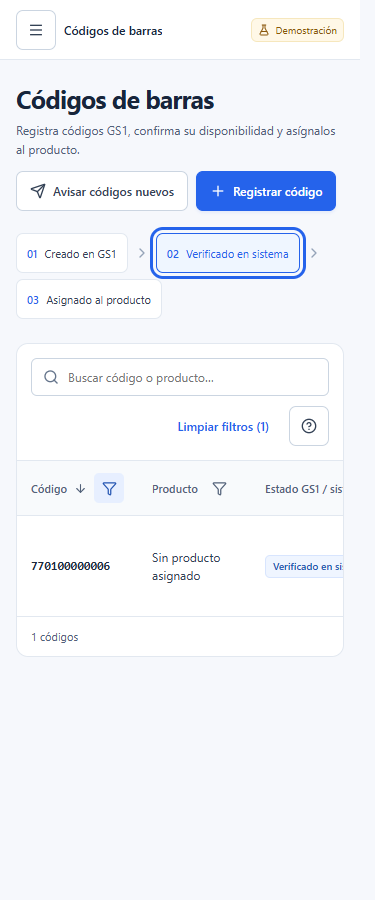 Códigos de barras
Demostración
Códigos de barras
Registra códigos GS1, confirma su disponibilidad y asígnalos
al producto.
Avisar códigos nuevos
Registrar código
01 Creado en GS1
02 Verificado en sistema
03 Asignado al producto
Buscar código o producto...
Limpiar filtros (1)
Código
Producto
Estado GS1 / sis
770100000006
Sin producto
asignado
Verificado en si
1 códigos